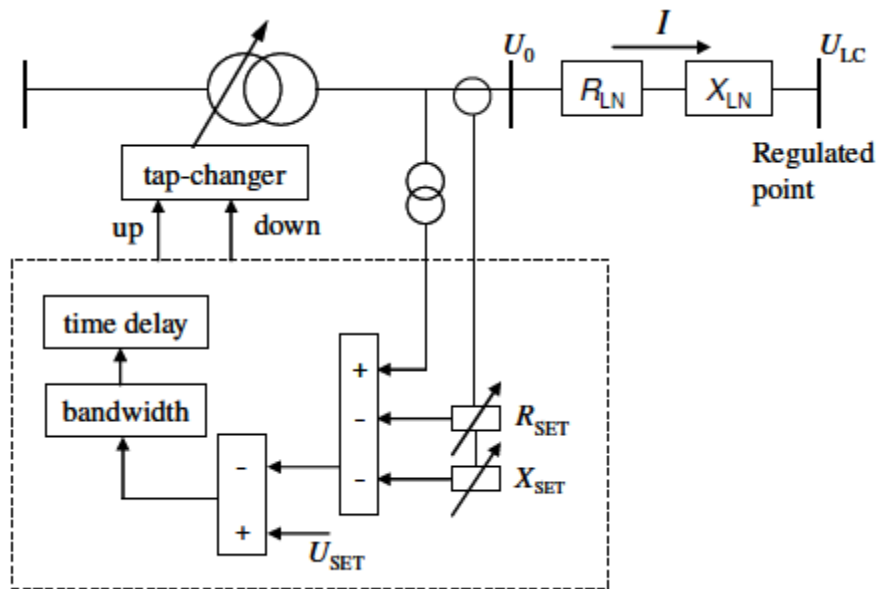 U0
I
ULC
RLN
XLN
Regulated
point
tap-changer
up
down
time delay
bandwidth
+
-
-
-
+
RSET
XSET
USET